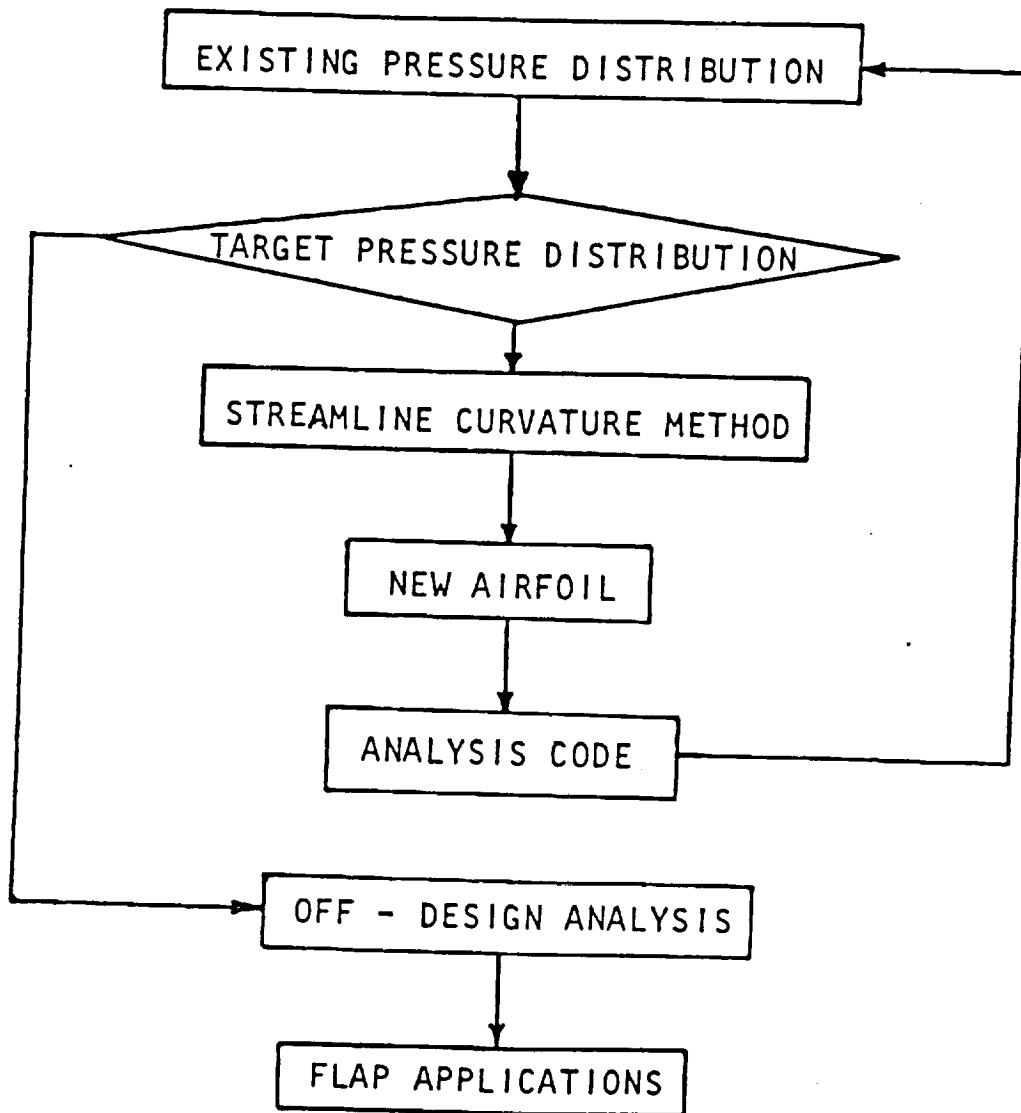 EXISTING PRESSURE DISTRIBUTION
TARGET PRESSURE DISTRIBUTION
STREAMLINE CURVATURE METHOD
NEW AIRFOIL
ANALYSIS CODE
OFF - DESIGN ANALYSIS
FLAP APPLICATIONS